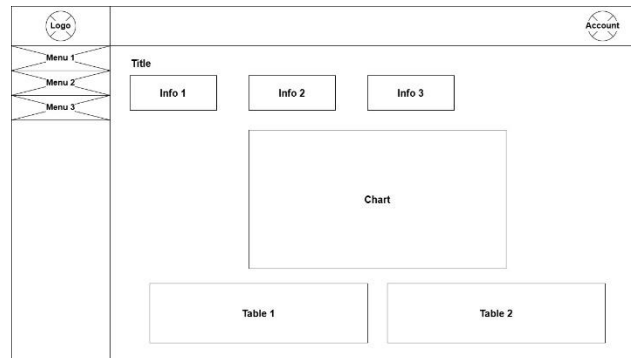 Logo
Account
Menu 1
Menu 2
Menu 3
Title
Info 1
Info 2
Info 3
Chart
Table 1
Table 2